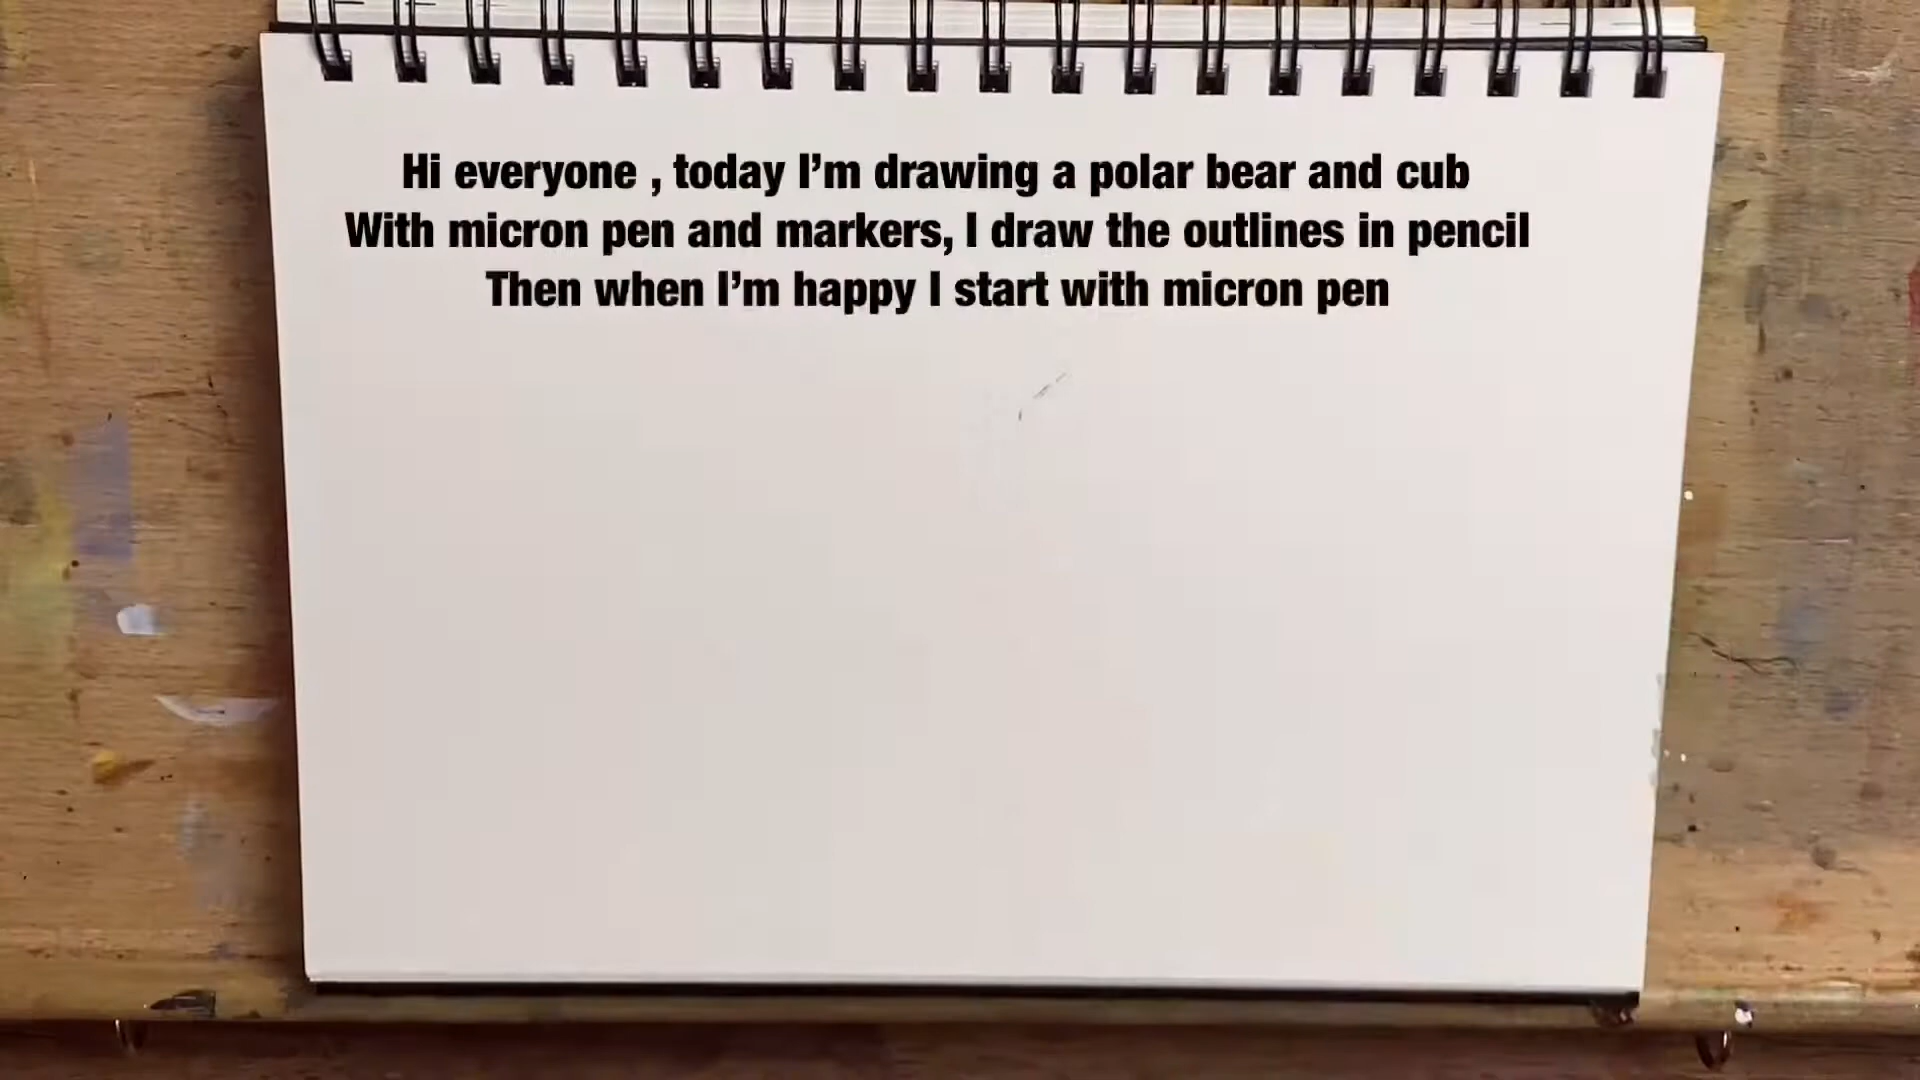 Hi everyone , today I’m drawing a polar bear and cub
With micron pen and markers, I draw the outlines in pencil
Then when I’m happy I start with micron pen